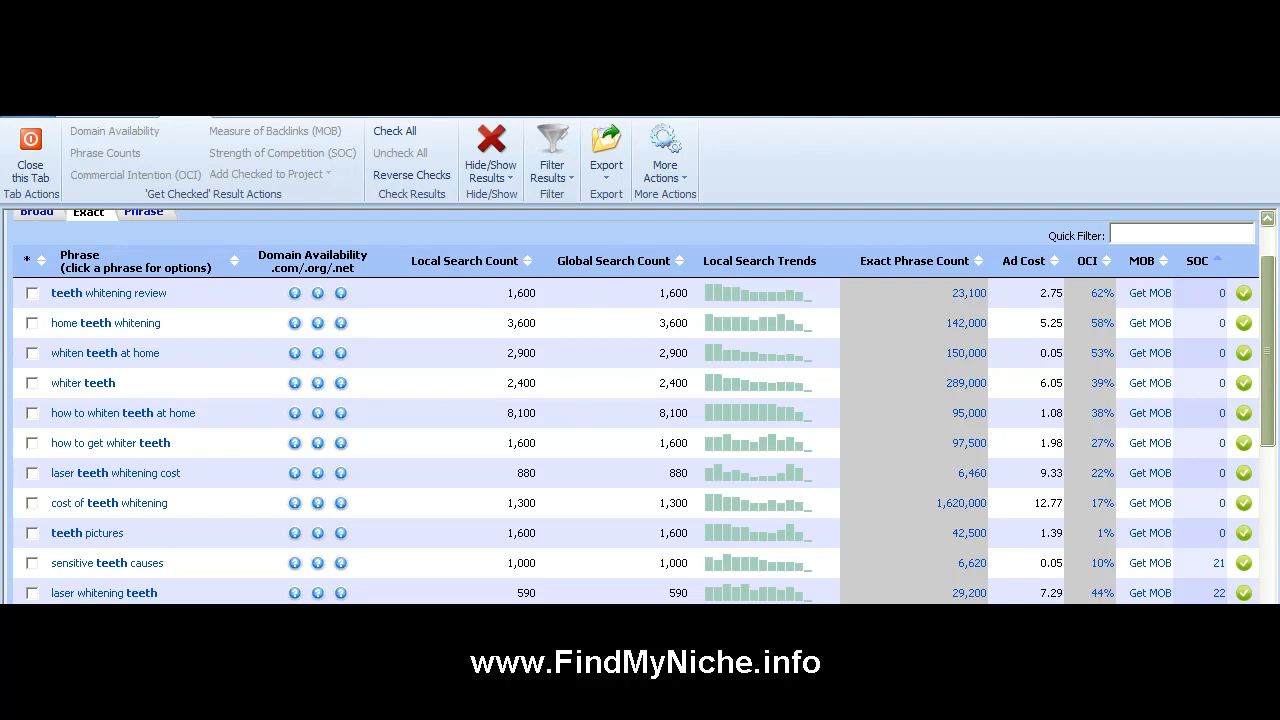 Domain Availability Measure of Backlinks (MOB) Check All
Phrase Counts Strength of Competition (SOC) Uncheck All
Commercial Intention (OCI) Add Checked to Project Reverse Checks
Close this Tab Hide/Show Results Filter Results Export More Actions
Tab Actions 'Get Checked' Result Actions Check Results Hide/Show Filter Export More Actions
Broad Exact Phrase
Quick Filter:
* Phrase (click a phrase for options) Domain Availability .com/.org/.net Local Search Count Global Search Count Local Search Trends Exact Phrase Count Ad Cost OCI MOB SOC
teeth whitening review 1,600 1,600 23,100 2.75 62% Get MOB 0
home teeth whitening 3,600 3,600 142,000 5.25 58% Get MOB 0
whiten teeth at home 2,900 2,900 150,000 0.05 53% Get MOB 0
whiter teeth 2,400 2,400 289,000 6.05 39% Get MOB 0
how to whiten teeth at home 8,100 8,100 95,000 1.08 38% Get MOB 0
how to get whiter teeth 1,600 1,600 97,500 1.98 27% Get MOB 0
laser teeth whitening cost 880 880 6,460 9.33 22% Get MOB 0
cost of teeth whitening 1,300 1,300 1,620,000 12.77 17% Get MOB 0
teeth pictures 1,600 1,600 42,500 1.39 1% Get MOB 0
sensitive teeth causes 1,000 1,000 6,620 0.05 10% Get MOB 21
laser whitening teeth 590 590 29,200 7.29 44% Get MOB 22
www.FindMyNiche.info